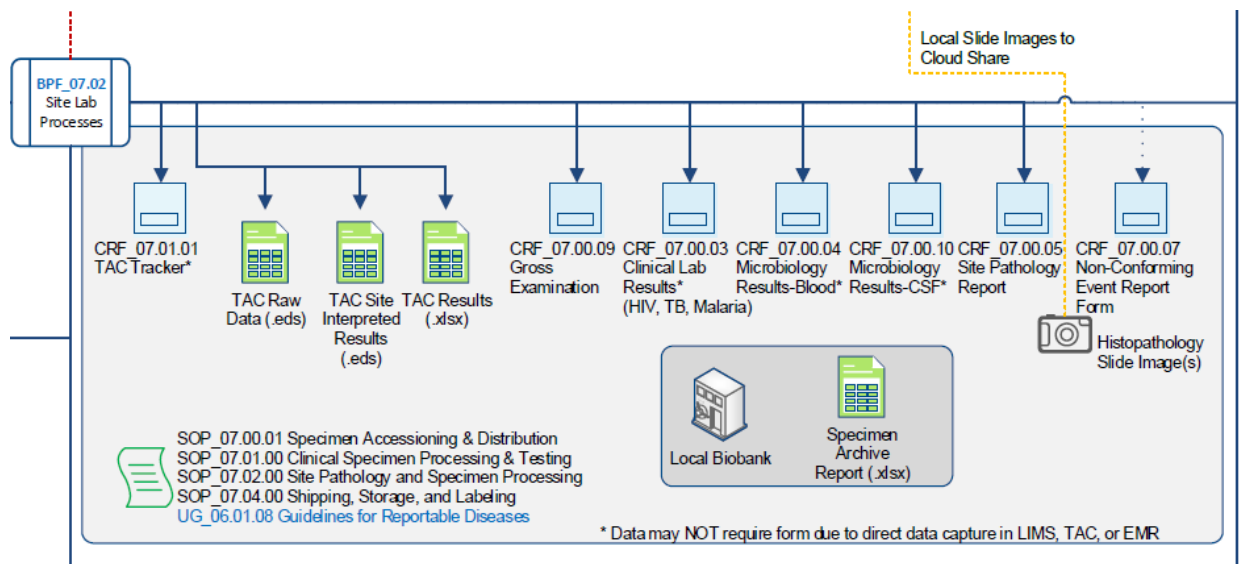 Local Slide Images to
Cloud Share
BPF_07.02
Site Lab
Processes
CRF_07.01.01
TAC Tracker*
TAC Raw
Data (.eds)
TAC Site
Interpreted
Results
(.eds)
TAC Results
(.xlsx)
CRF_07.00.09
Gross
Examination
CRF_07.00.03
Clinical Lab
Results*
(HIV, TB, Malaria)
CRF_07.00.04
Microbiology
Results-Blood*
CRF_07.00.10
Microbiology
Results-CSF*
CRF_07.00.05
Site Pathology
Report
CRF_07.00.07
Non-Conforming
Event Report
Form
Histopathology
Slide Image(s)
Local Biobank
Specimen
Archive
Report (.xlsx)
SOP_07.00.01 Specimen Accessioning & Distribution
SOP_07.01.00 Clinical Specimen Processing & Testing
SOP_07.02.00 Site Pathology and Specimen Processing
SOP_07.04.00 Shipping, Storage, and Labeling
UG_06.01.08 Guidelines for Reportable Diseases
* Data may NOT require form due to direct data capture in LIMS, TAC, or EMR